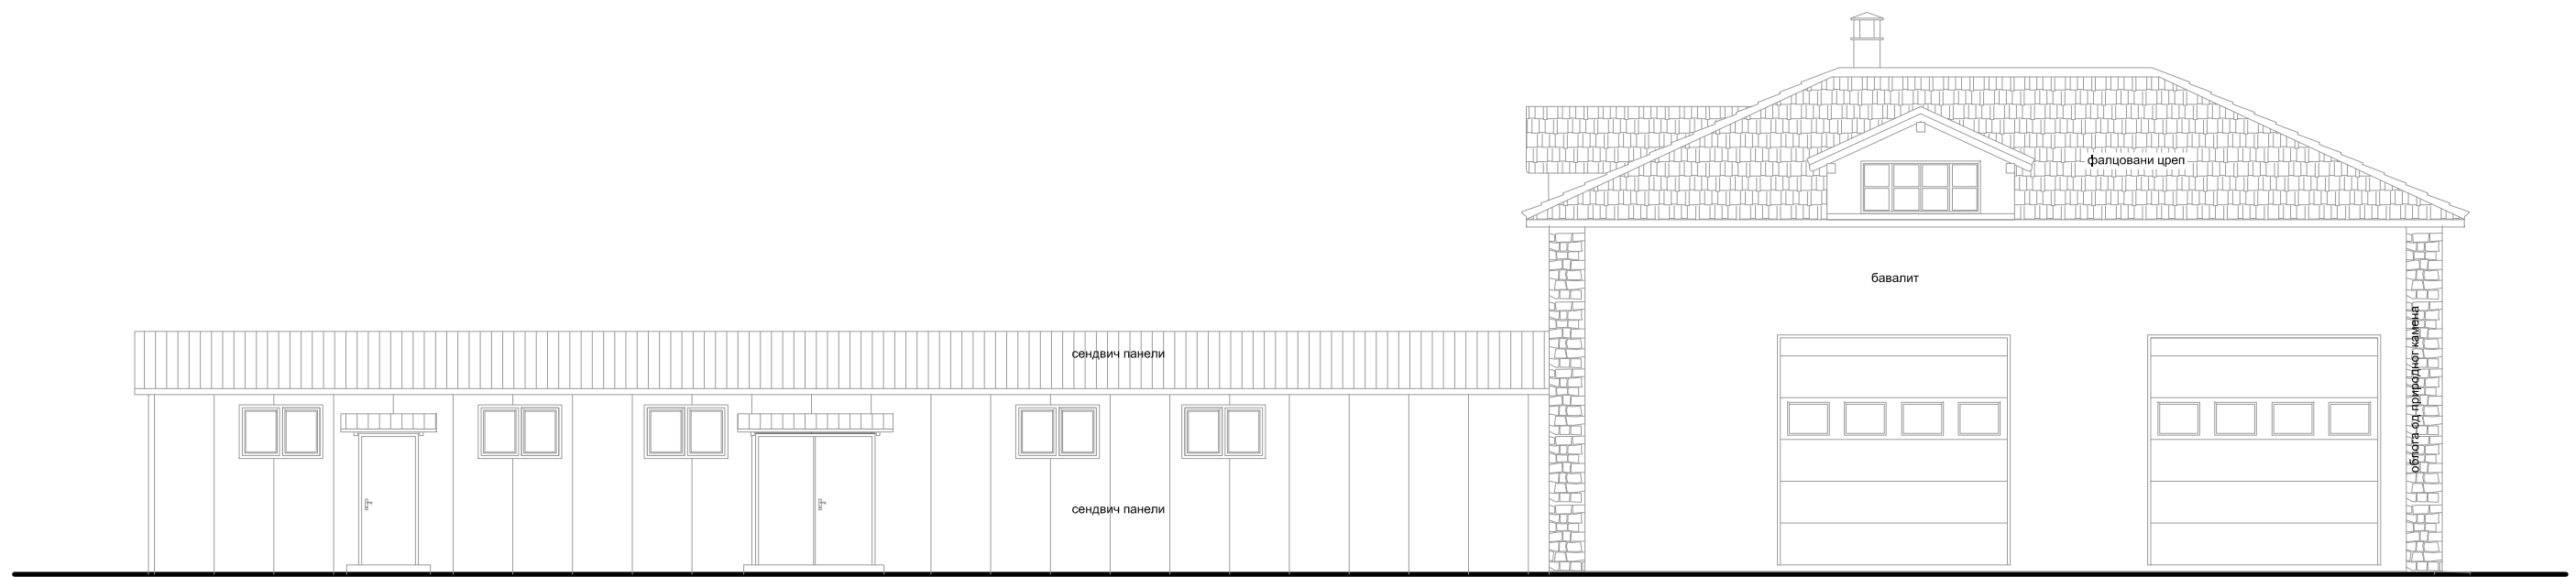 фалцовани цреп
бавалит
сендвич панели
облога од природног камена
сендвич панели